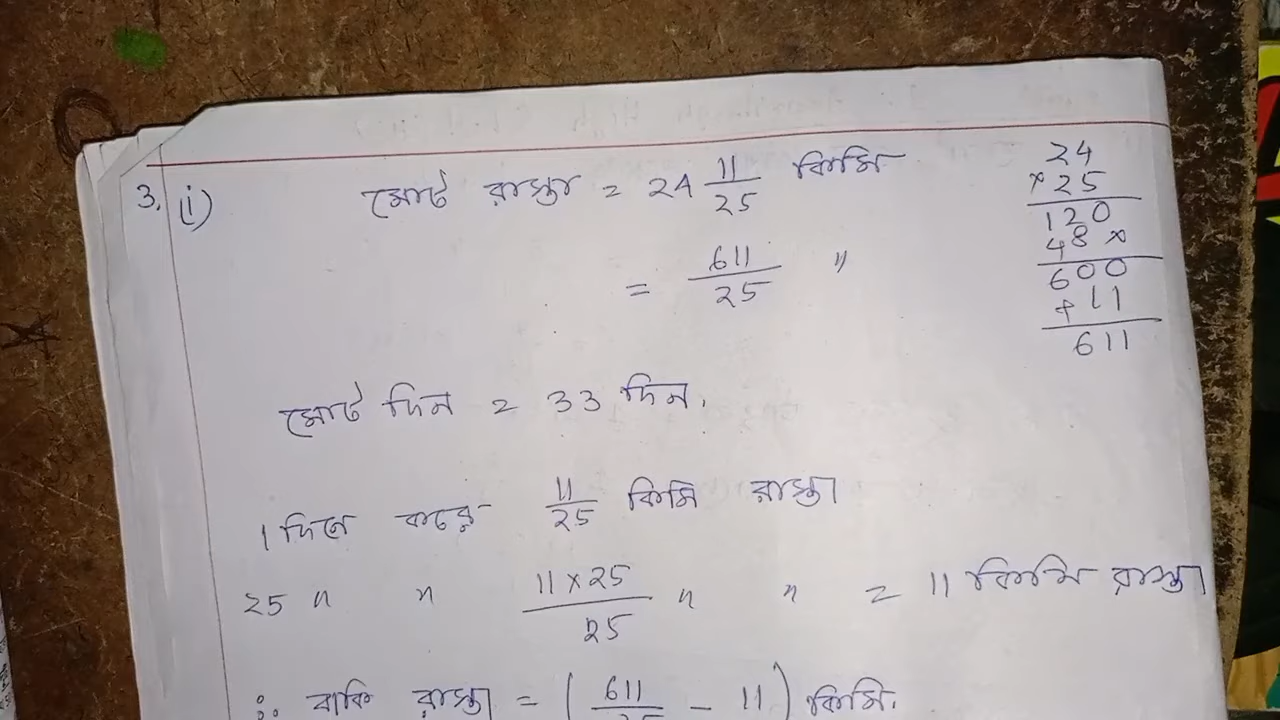 3. (i) মোট রাস্তা = 24 11/25 কিমি
= 611/25 "
24
× 25
120
48 ×
600
+ 11
611
মোট দিন = 33 দিন.
1 দিনে করে 11/25 কিমি রাস্তা
25 " " 11 × 25/25 " " = 11 কিমি রাস্তা
∴ বাকি রাস্তা = (611/25 - 11) কিমি.